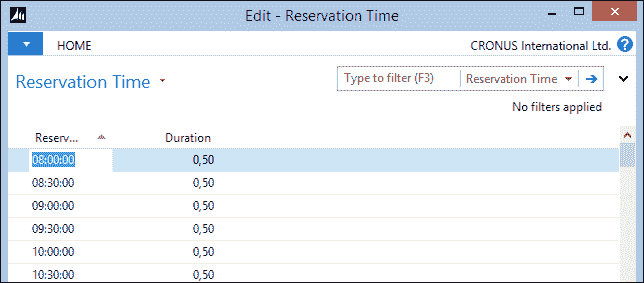 Edit - Reservation Time
HOME
CRONUS International Ltd.
Reservation Time
Type to filter (F3)
Reservation Time
No filters applied
Reserv...
Duration
08:00:00 0,50
08:30:00 0,50
09:00:00 0,50
09:30:00 0,50
10:00:00 0,50
10:30:00 0,50